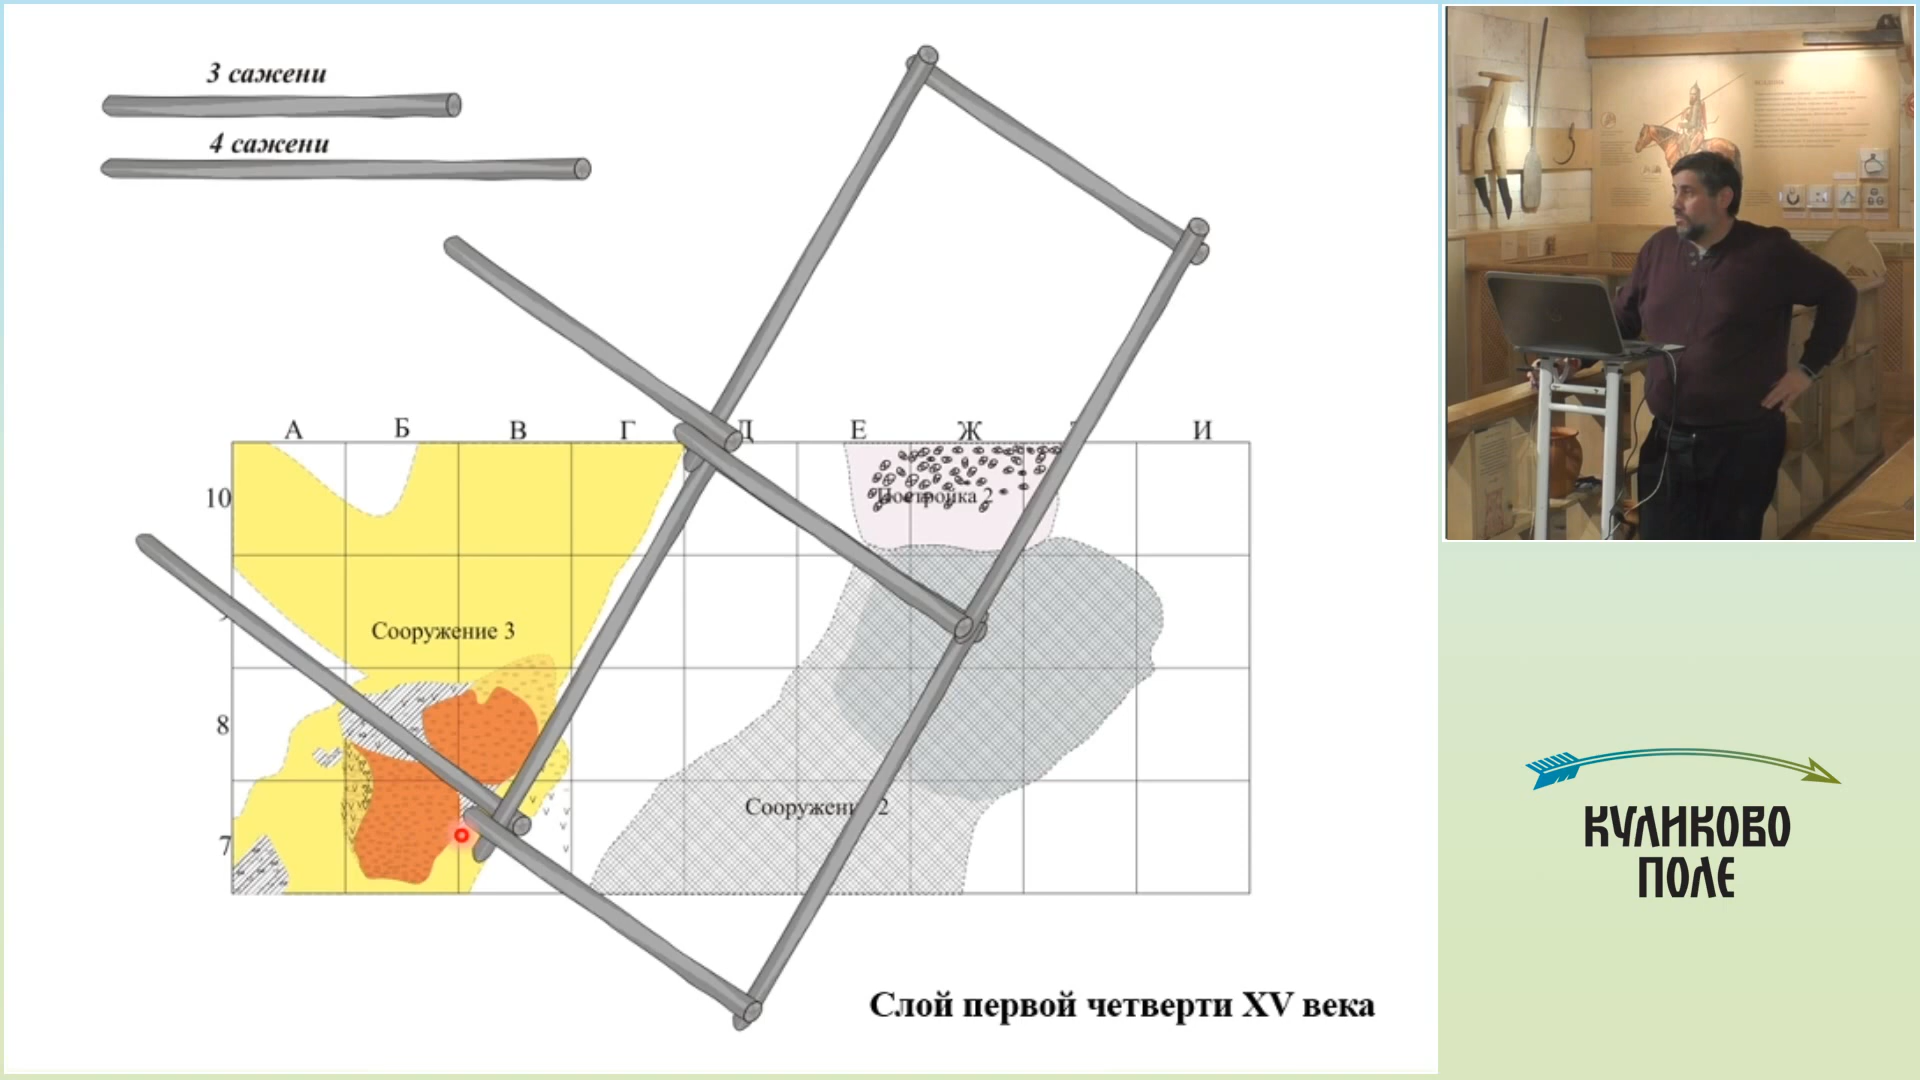 3 сажени
4 сажени
А Б В Г Д Е Ж И
10
Постройка 2
Сооружение 3
8
Сооружение 2
7
Слой первой четверти XV века
КУЛИКОВО
ПОЛЕ